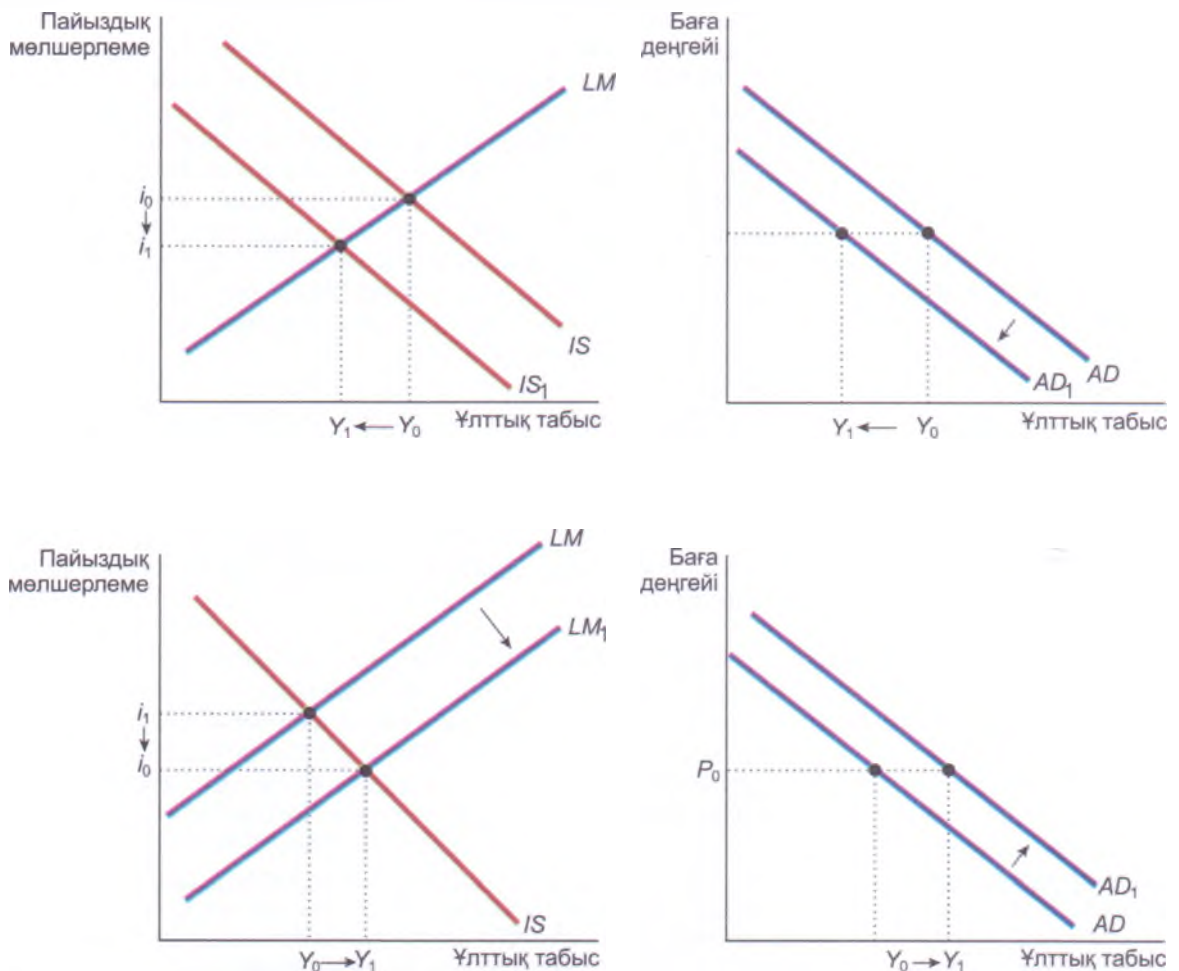 Пайыздық
мөлшерлеме
LM
i₀
i₁
IS
IS₁
Y₁ Y₀ Ұлттық табыс
Баға
деңгейі
AD₁
AD
Y₁ Y₀ Ұлттық табыс
Пайыздық
мөлшерлеме
LM
LM₁
i₁
i₀
IS
Y₀ Y₁ Ұлттық табыс
Баға
деңгейі
P₀
AD₁
AD
Y₀ Y₁ Ұлттық табыс